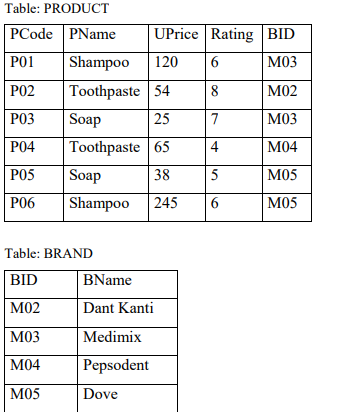 Table: PRODUCT
PCode PName UPrice Rating BID
P01 Shampoo 120 6 M03
P02 Toothpaste 54 8 M02
P03 Soap 25 7 M03
P04 Toothpaste 65 4 M04
P05 Soap 38 5 M05
P06 Shampoo 245 6 M05
Table: BRAND
BID BName
M02 Dant Kanti
M03 Medimix
M04 Pepsodent
M05 Dove